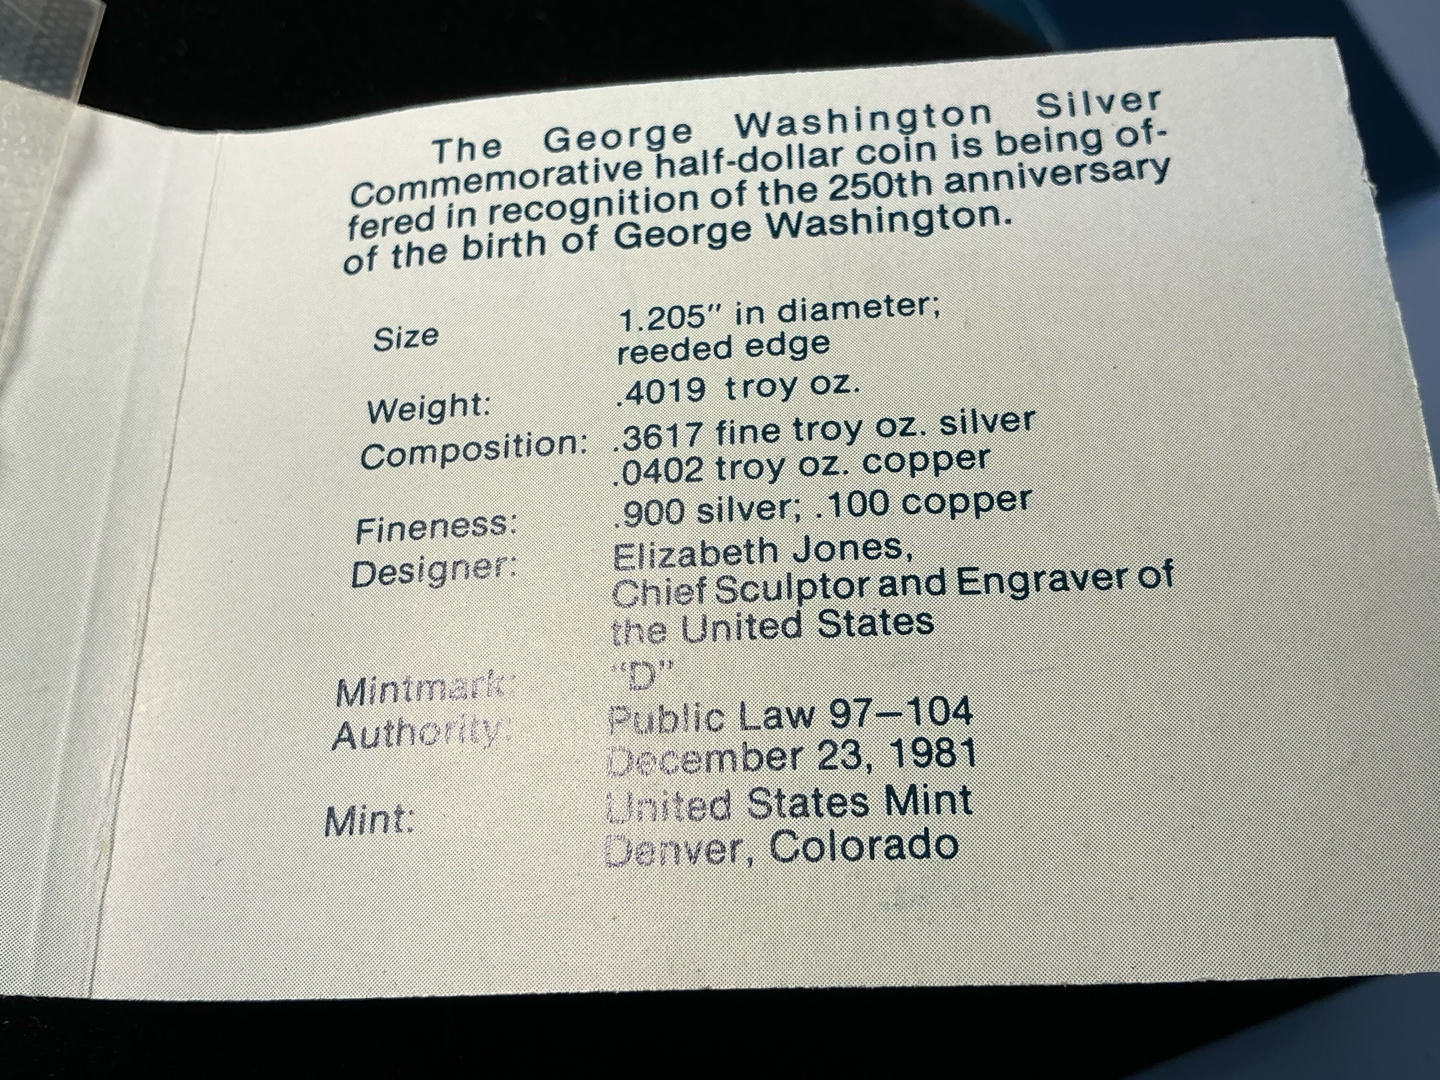 The George Washington Silver
Commemorative half-dollar coin is being of-
fered in recognition of the 250th anniversary
of the birth of George Washington.
Size 1.205" in diameter;
reeded edge
Weight: .4019 troy oz.
Composition: .3617 fine troy oz. silver
.0402 troy oz. copper
Fineness: .900 silver; .100 copper
Designer: Elizabeth Jones,
Chief Sculptor and Engraver of
the United States
Mintmark: “D”
Authority: Public Law 97–104
December 23, 1981
Mint: United States Mint
Denver, Colorado